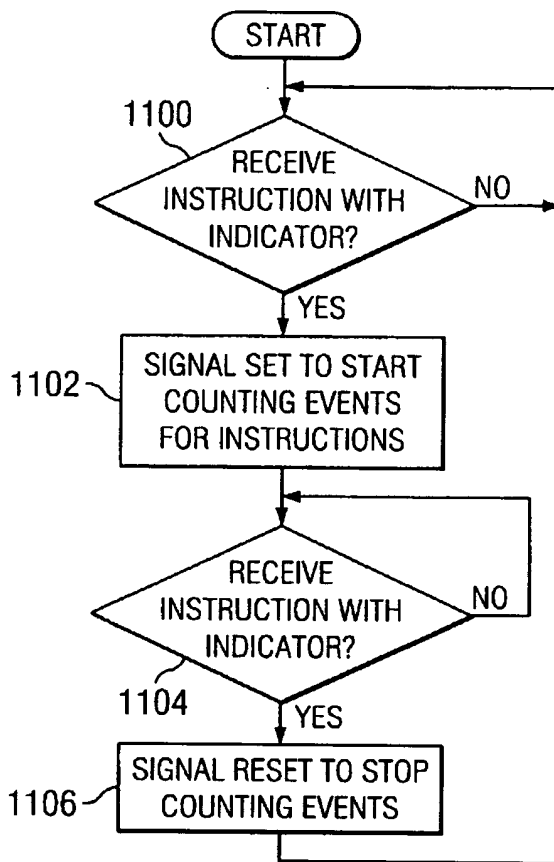 START
1100
RECEIVE
INSTRUCTION WITH
INDICATOR?
NO
YES
1102
SIGNAL SET TO START
COUNTING EVENTS
FOR INSTRUCTIONS
RECEIVE
INSTRUCTION WITH
INDICATOR?
NO
1104
YES
1106
SIGNAL RESET TO STOP
COUNTING EVENTS